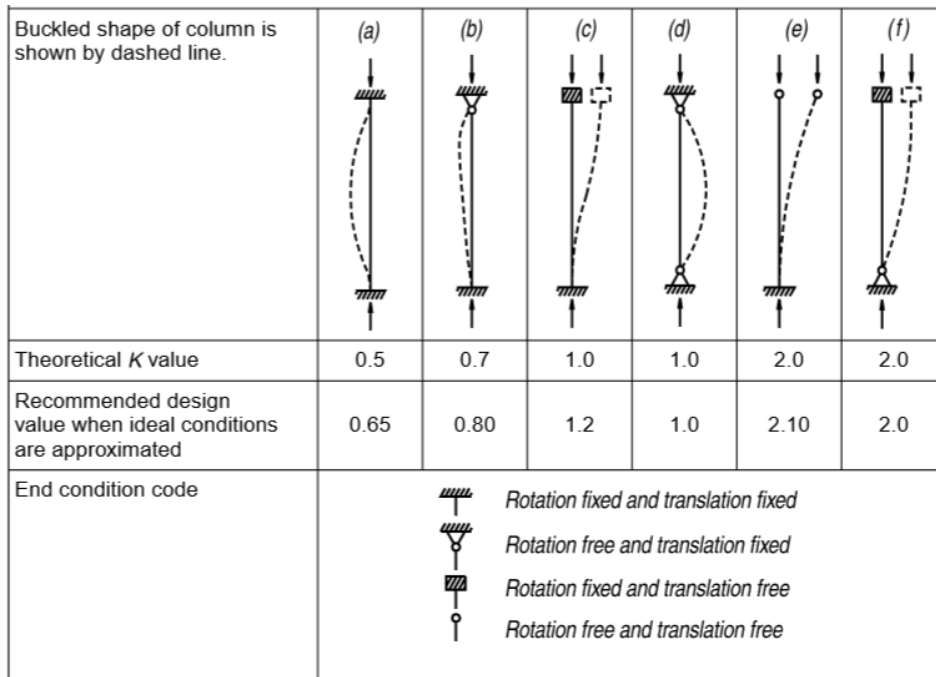 Buckled shape of column is
shown by dashed line.
(a) (b) (c) (d) (e) (f)
Theoretical K value 0.5 0.7 1.0 1.0 2.0 2.0
Recommended design
value when ideal conditions
are approximated
0.65 0.80 1.2 1.0 2.10 2.0
End condition code
Rotation fixed and translation fixed
Rotation free and translation fixed
Rotation fixed and translation free
Rotation free and translation free